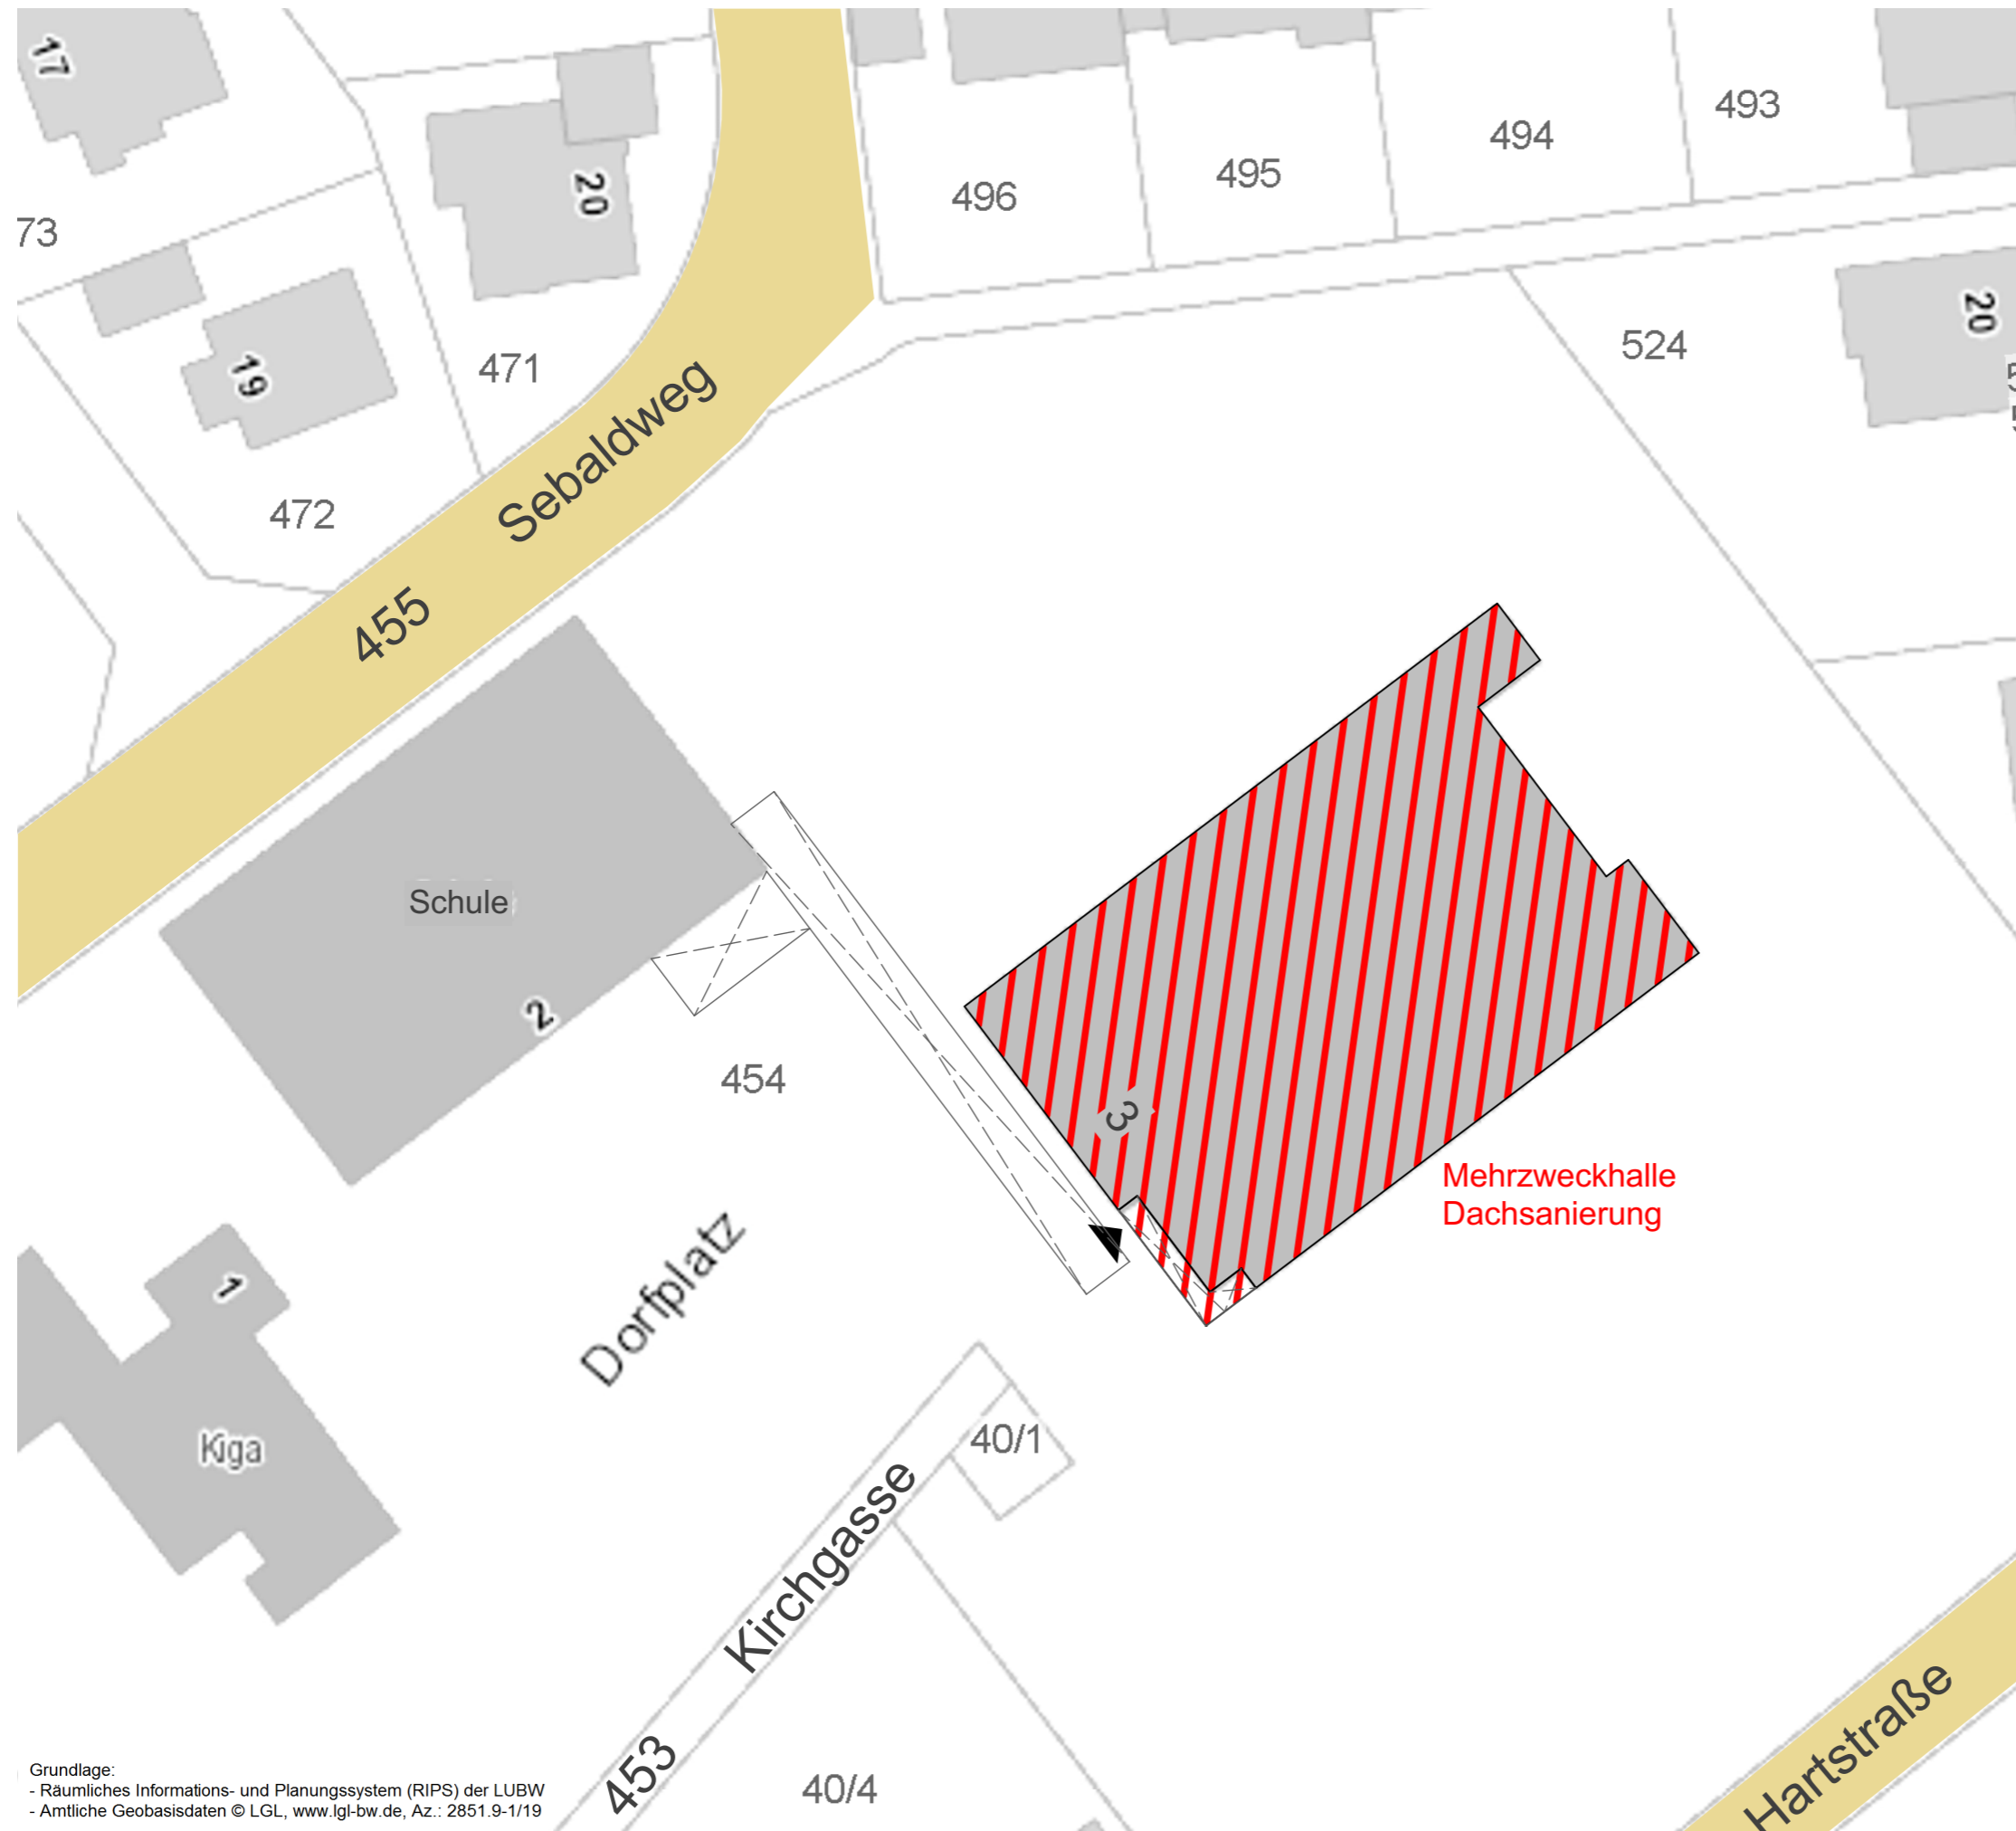 17
20
493
494
495
496
73
20
524
19
471
Sebaldweg
472
455
Schule
2
454
3
Mehrzweckhalle
Dachsanierung
1
Dorfplatz
Kiga
40/1
Kirchgasse
Hartstraße
453
40/4
Grundlage:
- Räumliches Informations- und Planungssystem (RIPS) der LUBW
- Amtliche Geobasisdaten © LGL, www.lgl-bw.de, Az.: 2851.9-1/19